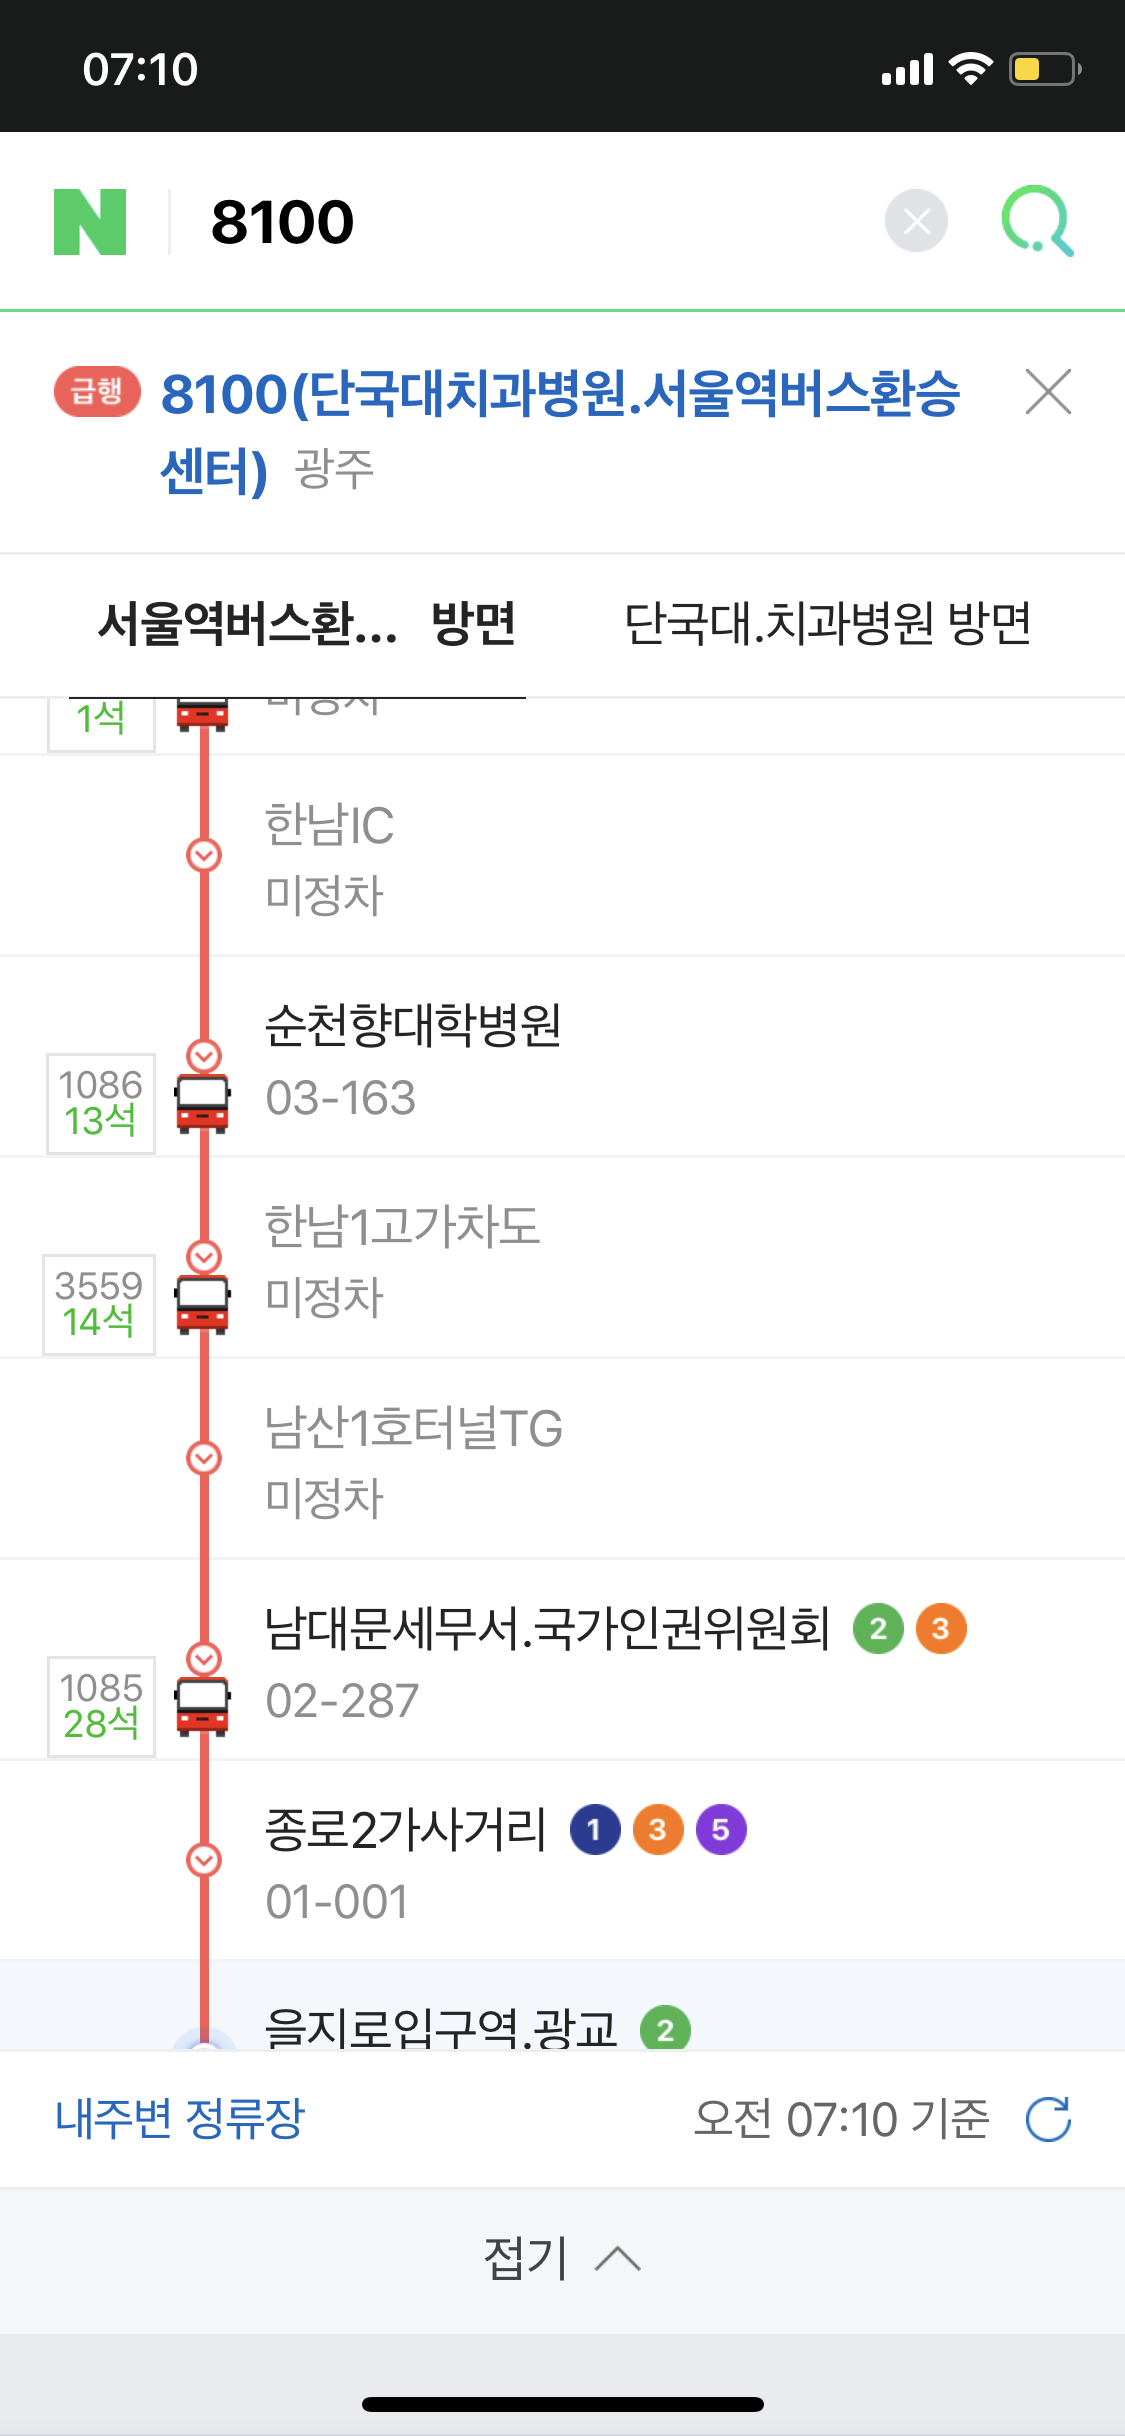 07:10
N 8100
급행 8100(단국대치과병원.서울역버스환승
센터) 광주
서울역버스환... 방면 단국대.치과병원 방면
1석 미정차
한남IC
미정차
순천향대학병원
1086
13석
03-163
한남1고가차도
3559
14석
미정차
남산1호터널TG
미정차
남대문세무서.국가인권위원회 2 3
1085
28석
02-287
종로2가사거리 1 3 5
01-001
을지로입구역.광교 2
내주변 정류장 오전 07:10 기준
접기